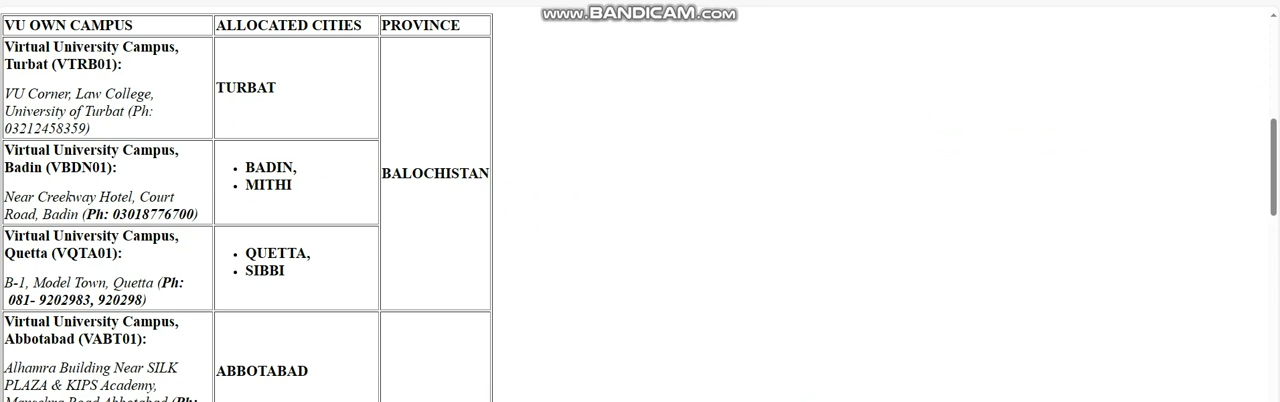 www.BANDICAM.com
VU OWN CAMPUS
ALLOCATED CITIES
PROVINCE
Virtual University Campus,
Turbat (VTRB01):
VU Corner, Law College,
University of Turbat (Ph:
03212458359)
TURBAT
BALOCHISTAN
Virtual University Campus,
Badin (VBDN01):
Near Creekway Hotel, Court
Road, Badin (Ph: 03018776700)
• BADIN,
• MITHI
Virtual University Campus,
Quetta (VQTA01):
B-1, Model Town, Quetta (Ph:
081- 9202983, 920298)
• QUETTA,
• SIBBI
Virtual University Campus,
Abbotabad (VABT01):
Alhamra Building Near SILK
PLAZA & KIPS Academy,
ABBOTABAD